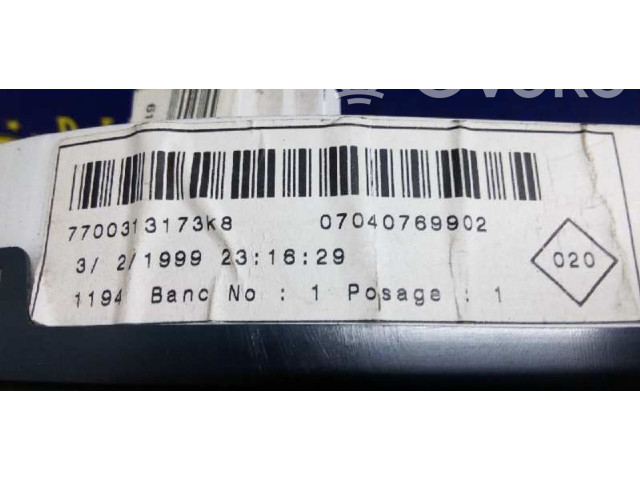 7700313173K8 07040769902
3/ 2/1999 23:16:29
020
1194 Banc No : 1 Posage : 1